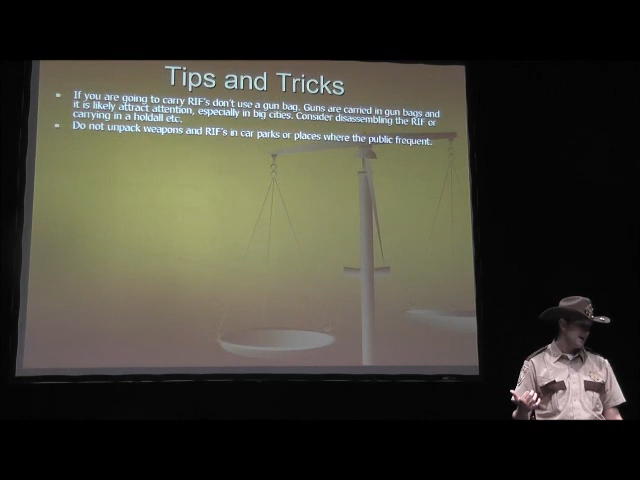 Tips and Tricks
If you are going to carry RIF's don't use a gun bag. Guns are carried in gun bags and
it is likely attract attention, especially in big cities. Consider disassembling the RIF or
carrying in a holdall etc.
Do not unpack weapons and RIF's in car parks or places where the public frequent.